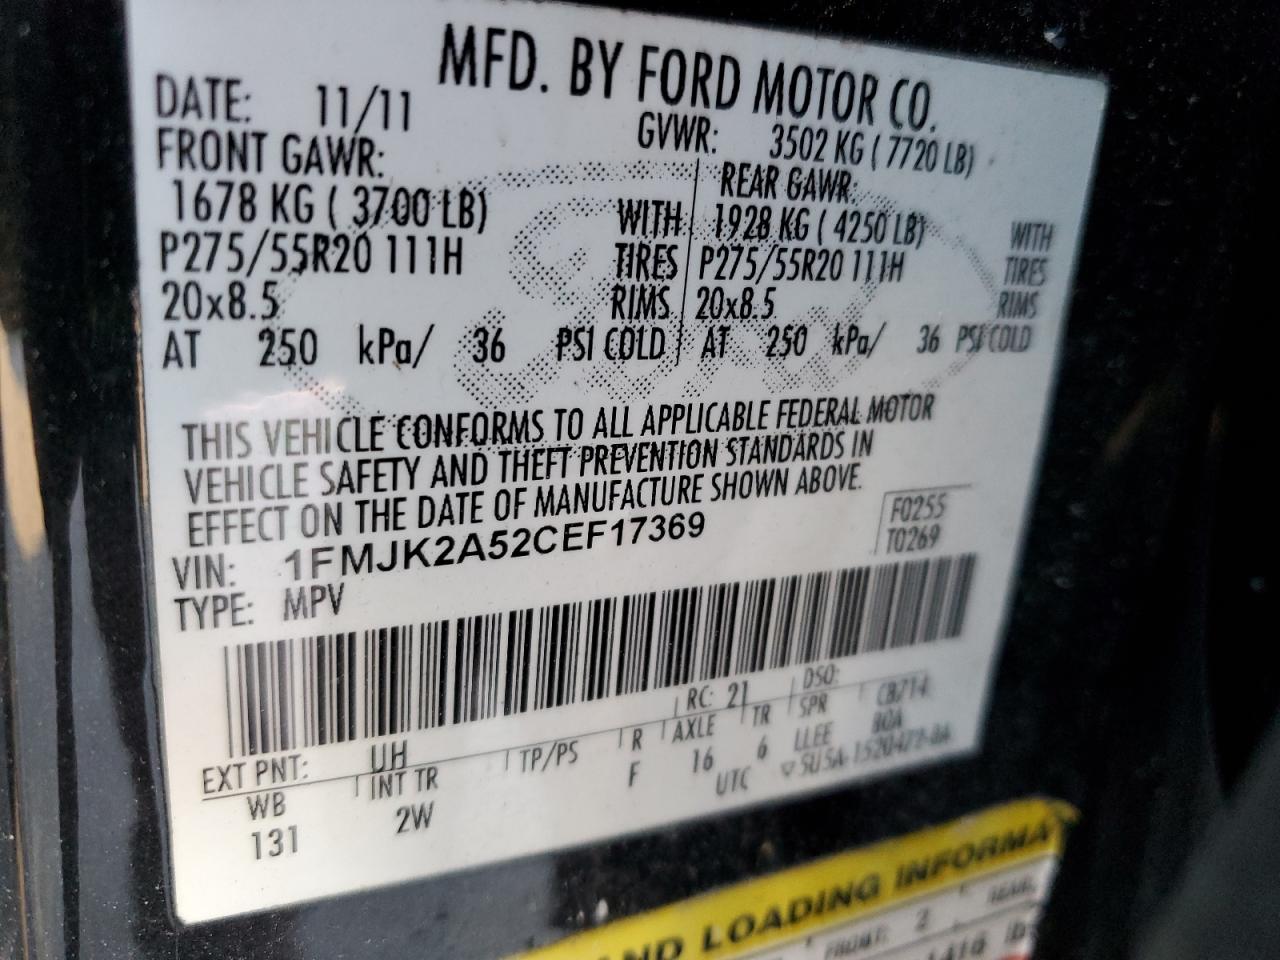 MFD. BY FORD MOTOR CO.
DATE: 11/11 GVWR: 3502 KG ( 7720 LB)
FRONT GAWR: REAR GAWR:
1678 KG ( 3700 LB) WITH 1928 KG ( 4250 LB) WITH
P275/55R20 111H TIRES P275/55R20 111H TIRES
20x8.5 RIMS 20x8.5 RIMS
AT 250 kPa/ 36 PSI COLD AT 250 kPa/ 36 PSI COLD
THIS VEHICLE CONFORMS TO ALL APPLICABLE FEDERAL MOTOR
VEHICLE SAFETY AND THEFT PREVENTION STANDARDS IN
EFFECT ON THE DATE OF MANUFACTURE SHOWN ABOVE.
VIN: 1FMJK2A52CEF17369 F0255
TYPE: MPV T0269
EXT PNT: UH RC: 21 DSO:
WB INT TR TP/PS R AXLE TR SPR
131 2W F 16 6 LLEE
UTC
AND LOADING INFORMA
FRONT: 2